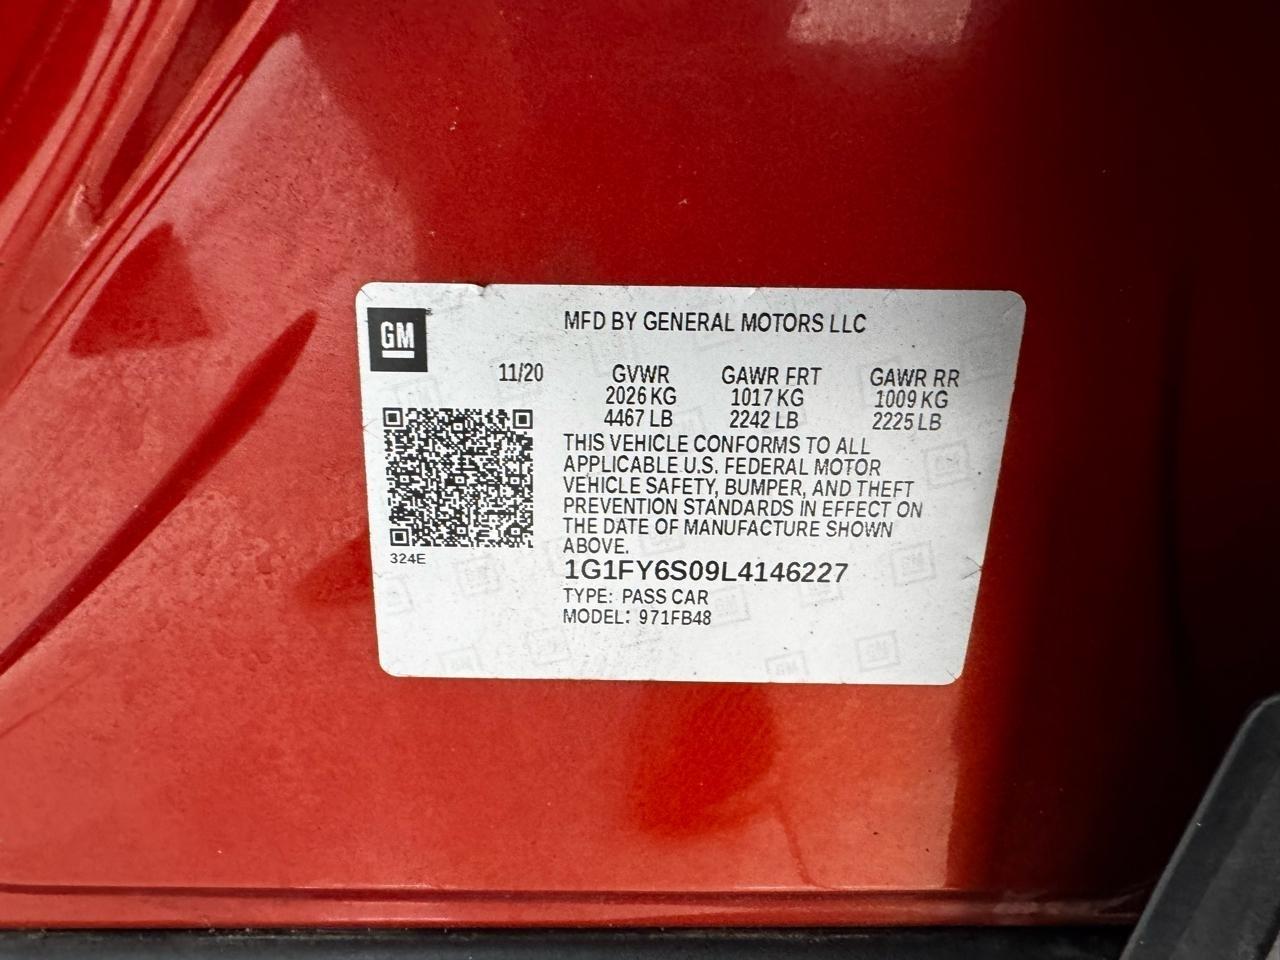 GM
MFD BY GENERAL MOTORS LLC
11/20 GVWR GAWR FRT GAWR RR
2026 KG 1017 KG 1009 KG
4467 LB 2242 LB 2225 LB
THIS VEHICLE CONFORMS TO ALL
APPLICABLE U.S. FEDERAL MOTOR
VEHICLE SAFETY, BUMPER, AND THEFT
PREVENTION STANDARDS IN EFFECT ON
THE DATE OF MANUFACTURE SHOWN
ABOVE.
324E
1G1FY6S09L4146227
TYPE: PASS CAR
MODEL: 971FB48